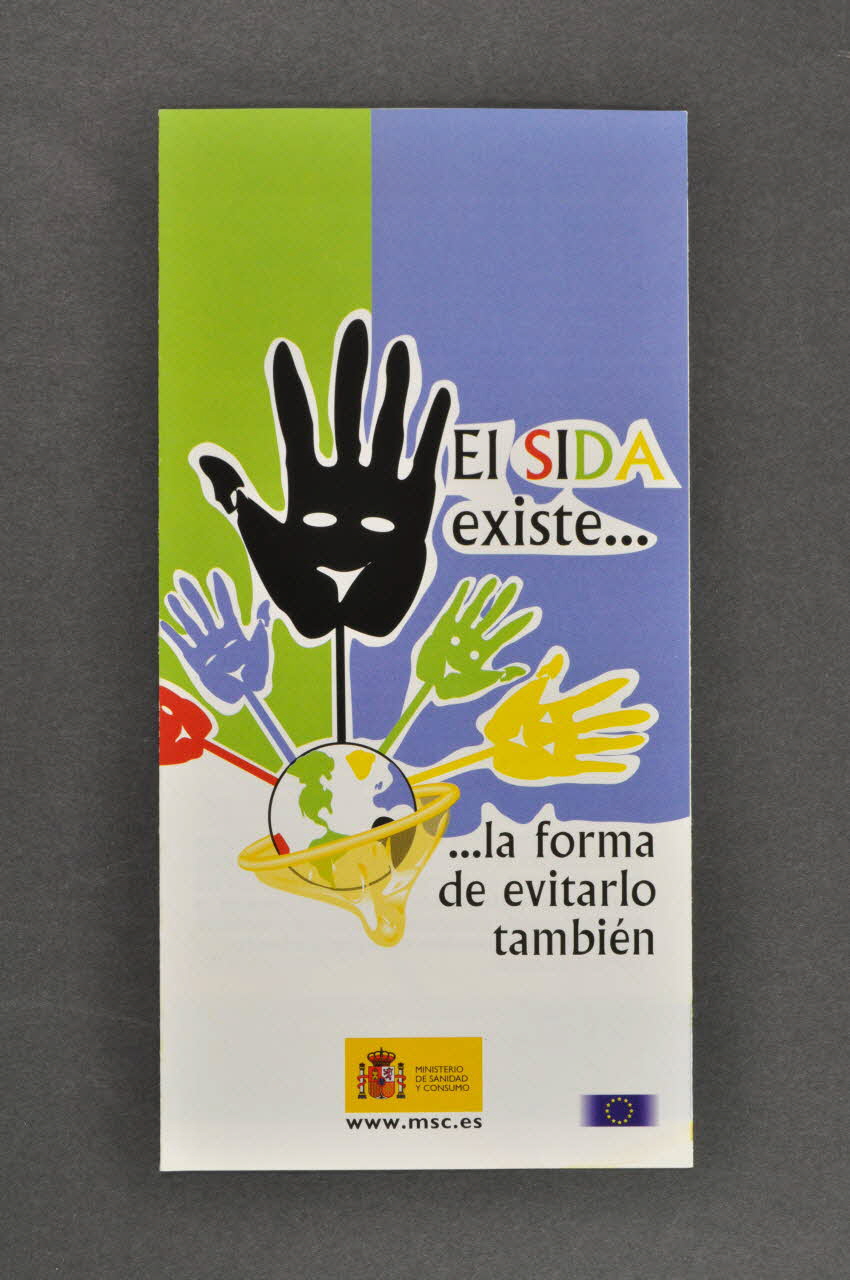 El SIDA
existe...
...la forma
de evitarlo
también
MINISTERIO
DE SANIDAD
Y CONSUMO
www.msc.es